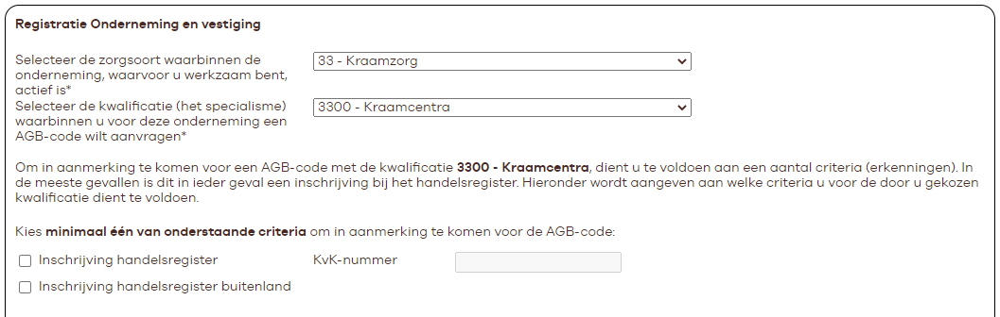 Registratie Onderneming en vestiging
Selecteer de zorgsoort waarbinnen de
onderneming, waarvoor u werkzaam bent,
actief is*
33 - Kraamzorg
Selecteer de kwalificatie (het specialisme)
waarbinnen u voor deze onderneming een
AGB-code wilt aanvragen*
3300 - Kraamcentra
Om in aanmerking te komen voor een AGB-code met de kwalificatie 3300 - Kraamcentra, dient u te voldoen aan een aantal criteria (erkenningen). In
de meeste gevallen is dit in ieder geval een inschrijving bij het handelsregister. Hieronder wordt aangeven aan welke criteria u voor de door u gekozen
kwalificatie dient te voldoen.
Kies minimaal één van onderstaande criteria om in aanmerking te komen voor de AGB-code:
Inschrijving handelsregister KvK-nummer
Inschrijving handelsregister buitenland